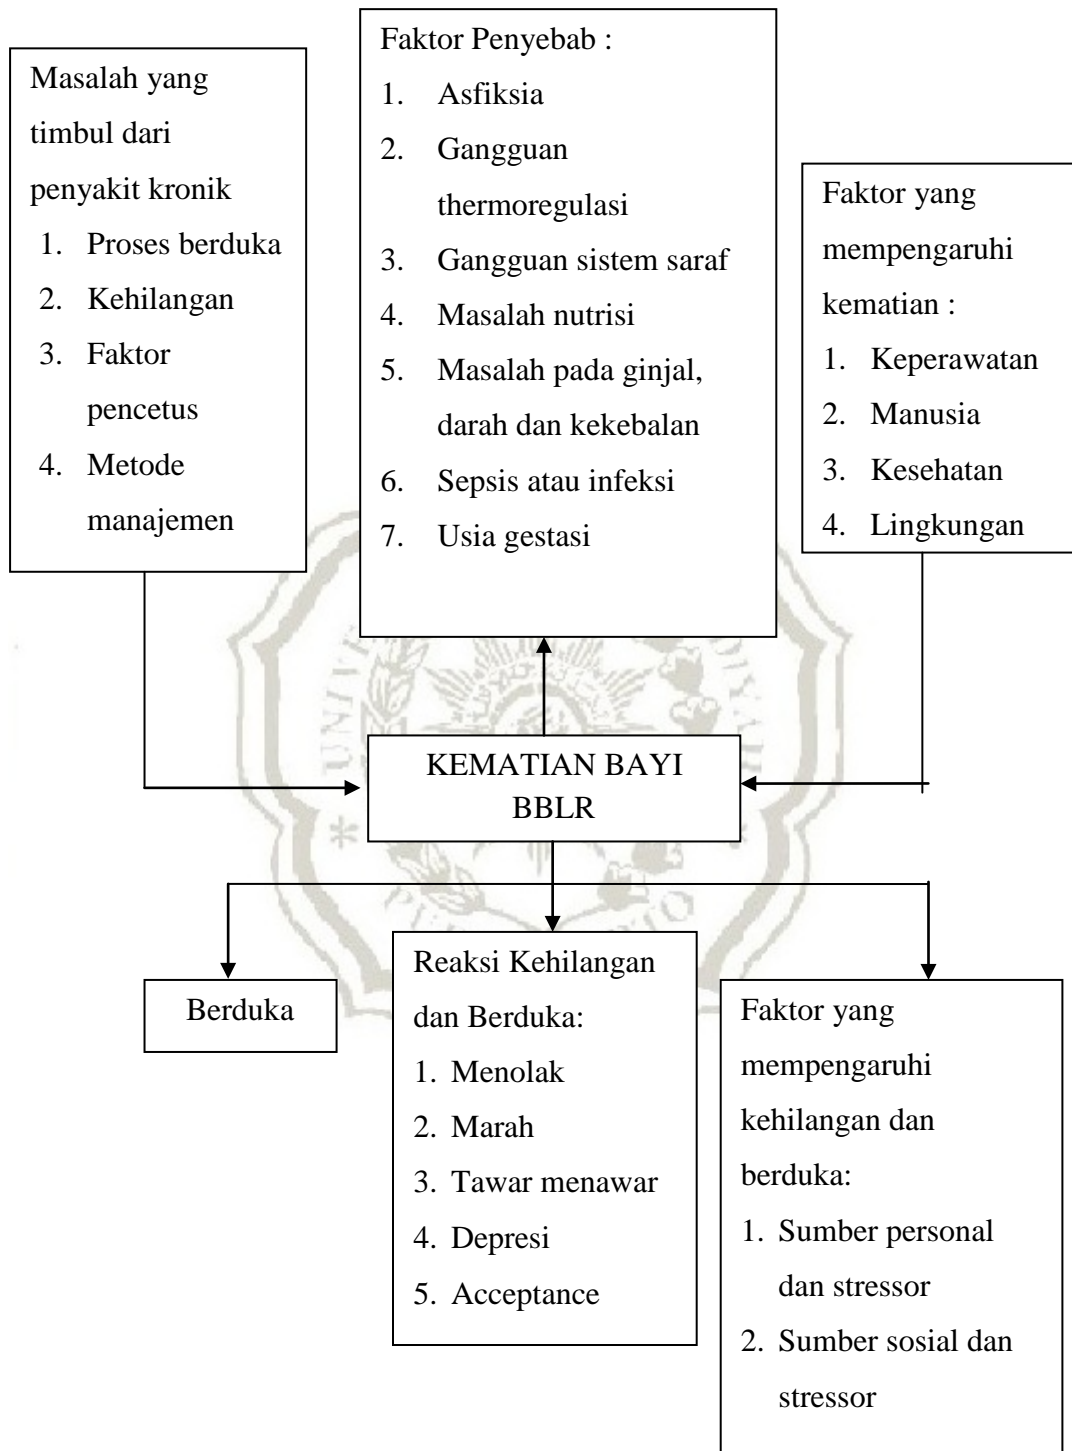 Masalah yang
timbul dari
penyakit kronik
1. Proses berduka
2. Kehilangan
3. Faktor
pencetus
4. Metode
manajemen
Faktor Penyebab :
1. Asfiksia
2. Gangguan
thermoregulasi
3. Gangguan sistem saraf
4. Masalah nutrisi
5. Masalah pada ginjal,
darah dan kekebalan
6. Sepsis atau infeksi
7. Usia gestasi
Faktor yang
mempengaruhi
kematian :
1. Keperawatan
2. Manusia
3. Kesehatan
4. Lingkungan
KEMATIAN BAYI
BBLR
Berduka
Reaksi Kehilangan
dan Berduka:
1. Menolak
2. Marah
3. Tawar menawar
4. Depresi
5. Acceptance
Faktor yang
mempengaruhi
kehilangan dan
berduka:
1. Sumber personal
dan stressor
2. Sumber sosial dan
stressor